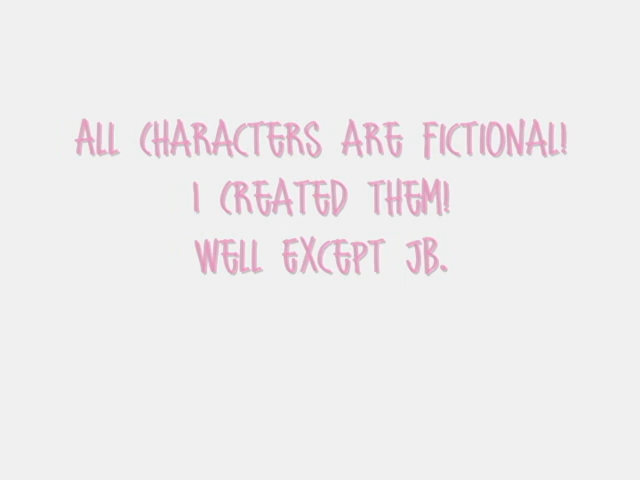 ALL CHARACTERS ARE FICTIONAL!
I CREATED THEM!
WELL EXCEPT JB.